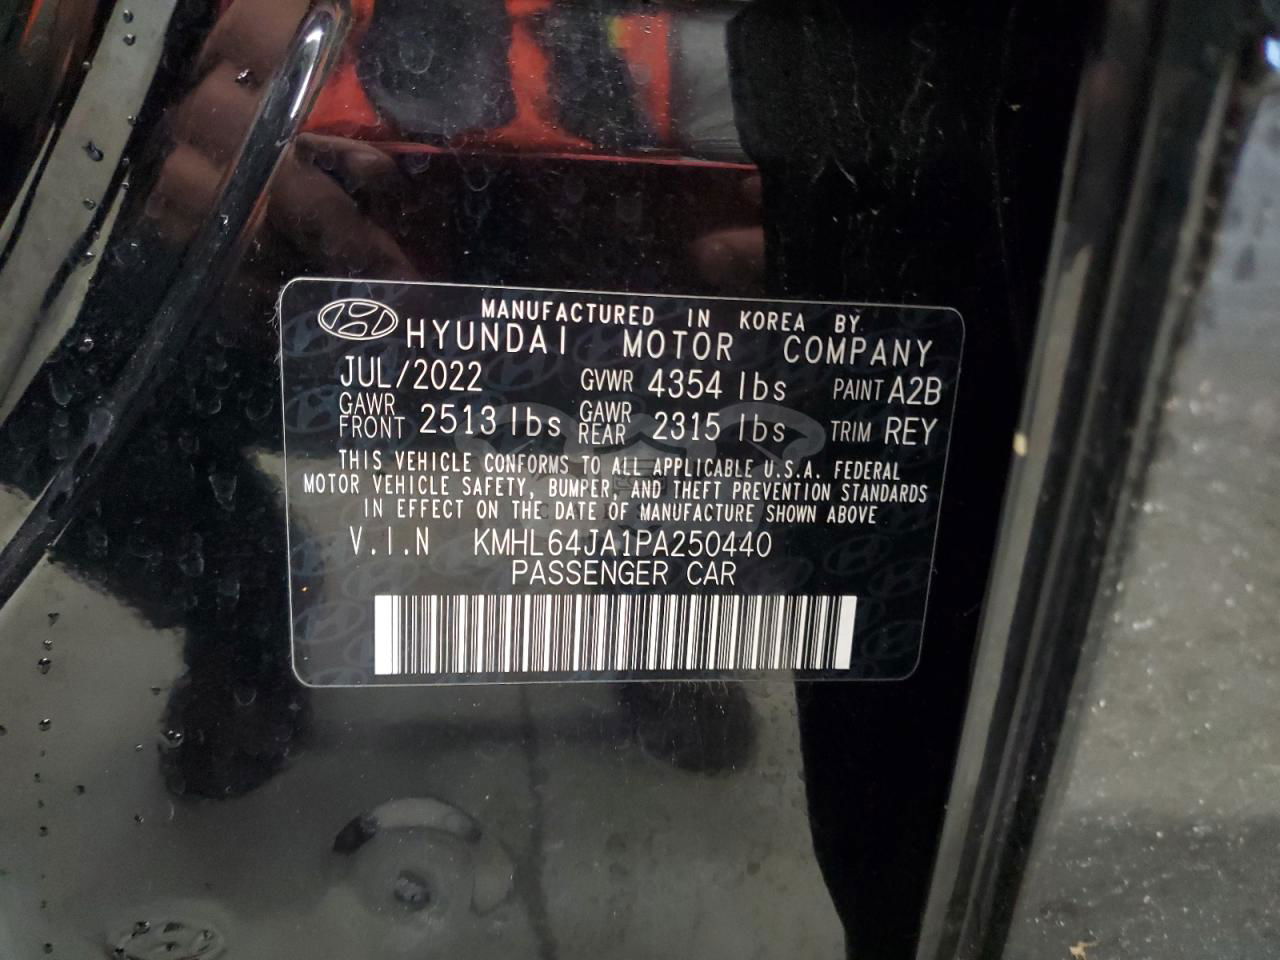 MANUFACTURED IN KOREA BY
HYUNDAI MOTOR COMPANY
JUL/2022 GVWR 4354 lbs PAINT A2B
GAWR FRONT 2513 lbs GAWR REAR 2315 lbs TRIM REY
THIS VEHICLE CONFORMS TO ALL APPLICABLE U.S.A. FEDERAL
MOTOR VEHICLE SAFETY, BUMPER, AND THEFT PREVENTION STANDARDS
IN EFFECT ON THE DATE OF MANUFACTURE SHOWN ABOVE
V.I.N KMHL64JA1PA250440
PASSENGER CAR